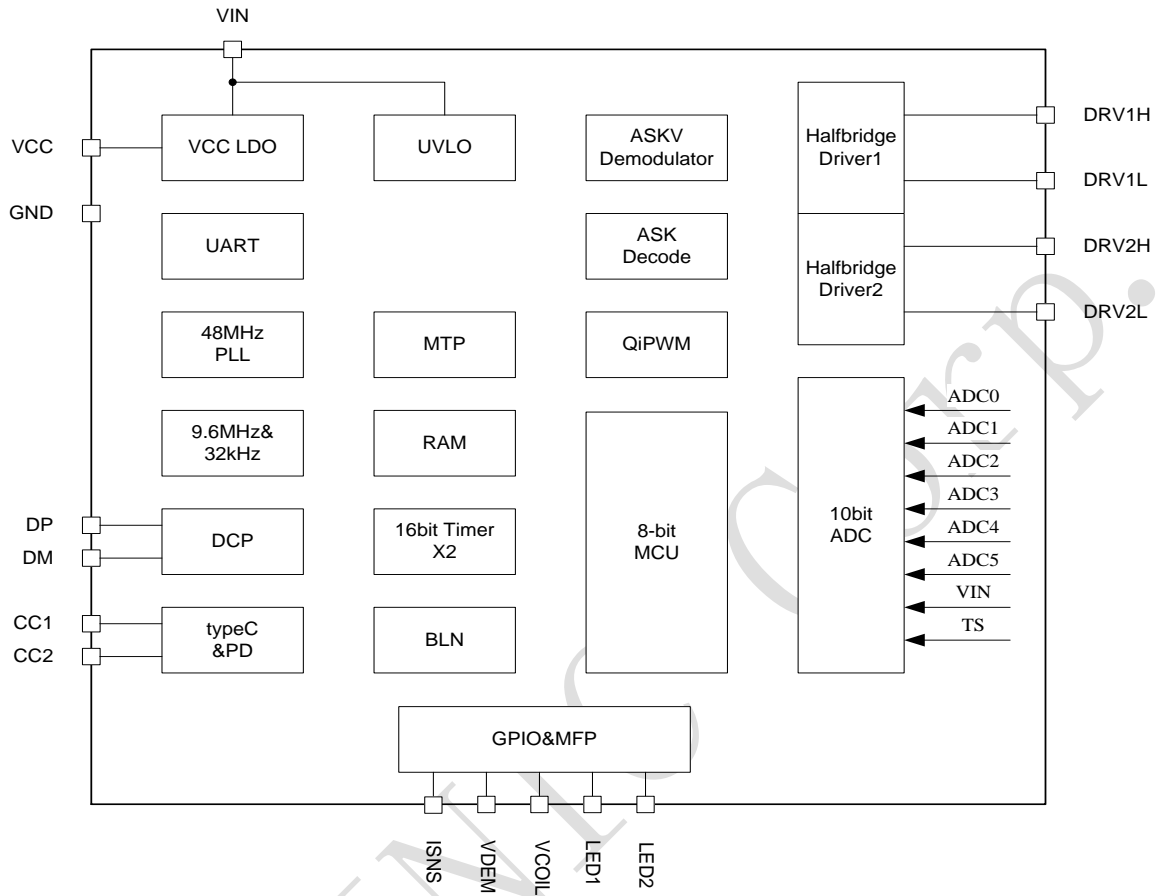 VIN
VCC
GND
VCC LDO
UVLO
ASKV
Demodulator
Halfbridge
Driver1
DRV1H
DRV1L
UART
ASK
Decode
Halfbridge
Driver2
DRV2H
DRV2L
48MHz
PLL
MTP
QiPWM
9.6MHz&
32kHz
RAM
8-bit
MCU
10bit
ADC
ADC0
ADC1
ADC2
ADC3
ADC4
ADC5
VIN
TS
DP
DM
DCP
16bit Timer
X2
CC1
CC2
typeC
&PD
BLN
GPIO&MFP
ISNS
VDEM
VCOIL
LED1
LED2
Corp.